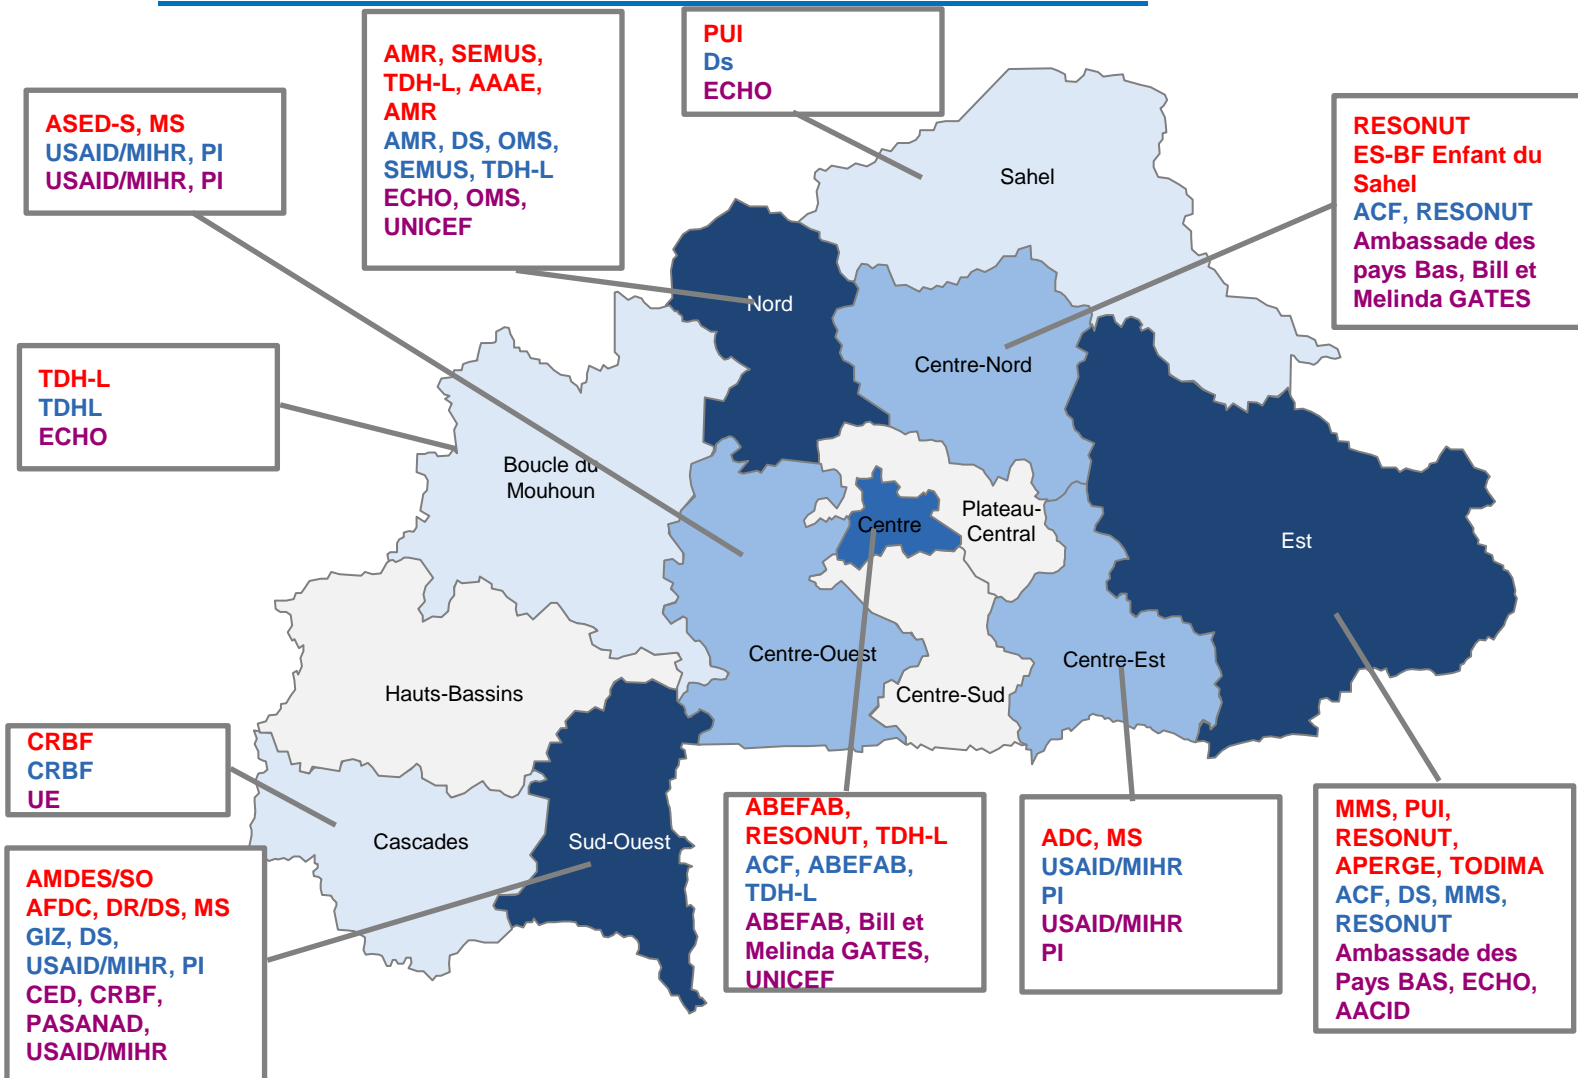 PUI
Ds
ECHO
AMR, SEMUS,
TDH-L, AAAE,
AMR
AMR, DS, OMS,
SEMUS, TDH-L
ECHO, OMS,
UNICEF
ASED-S, MS
USAID/MIHR, PI
USAID/MIHR, PI
RESONUT
ES-BF Enfant du
Sahel
ACF, RESONUT
Ambassade des
pays Bas, Bill et
Melinda GATES
Sahel
Nord
Centre-Nord
TDH-L
TDHL
ECHO
Boucle du
Mouhoun
Centre
Plateau-
Central
Est
Centre-Ouest
Centre-Est
Hauts-Bassins
Centre-Sud
CRBF
CRBF
UE
Cascades
Sud-Ouest
AMDES/SO
AFDC, DR/DS, MS
GIZ, DS,
USAID/MIHR, PI
CED, CRBF,
PASANAD,
USAID/MIHR
ABEFAB,
RESONUT, TDH-L
ACF, ABEFAB,
TDH-L
ABEFAB, Bill et
Melinda GATES,
UNICEF
ADC, MS
USAID/MIHR
PI
USAID/MIHR
PI
MMS, PUI,
RESONUT,
APERGE, TODIMA
ACF, DS, MMS,
RESONUT
Ambassade des
Pays BAS, ECHO,
AACID